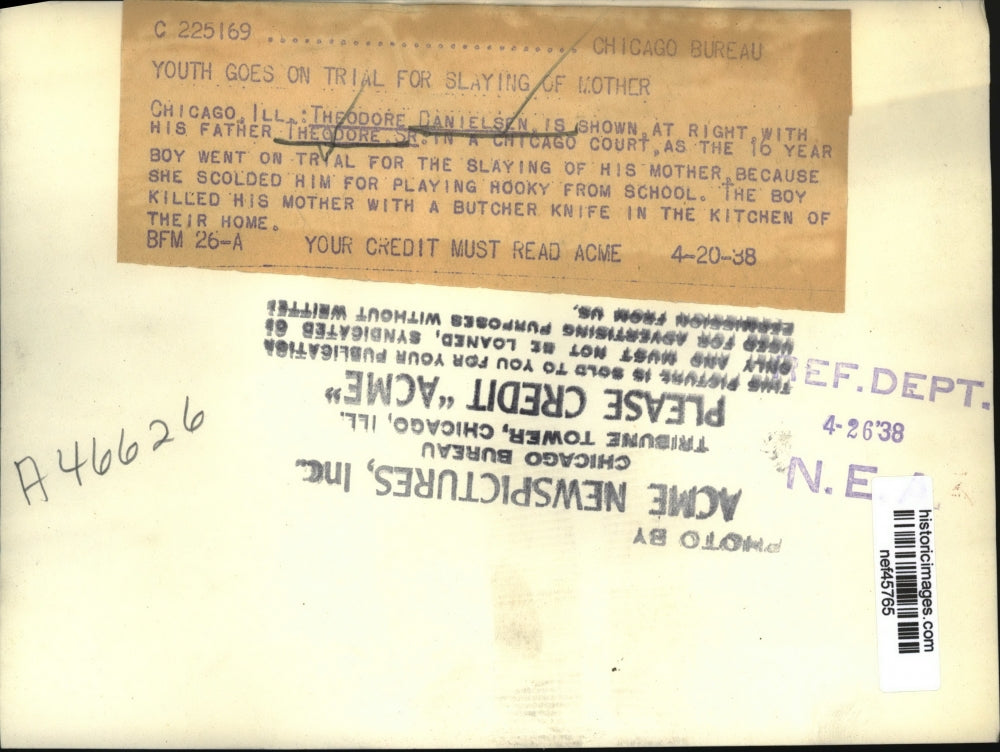 C 225169 .............................. CHICAGO BUREAU
YOUTH GOES ON TRIAL FOR SLAYING OF MOTHER
CHICAGO, ILL.: THEODORE DANIELSEN IS SHOWN AT RIGHT WITH
HIS FATHER THEODORE SR. IN A CHICAGO COURT, AS THE 16 YEAR
BOY WENT ON TRIAL FOR THE SLAYING OF HIS MOTHER, BECAUSE
SHE SCOLDED HIM FOR PLAYING HOOKY FROM SCHOOL. THE BOY
KILLED HIS MOTHER WITH A BUTCHER KNIFE IN THE KITCHEN OF
THEIR HOME.
BFM 26-A YOUR CREDIT MUST READ ACME 4-20-38
PHOTO BY
ACME NEWSPICTURES, Inc.
CHICAGO BUREAU
TRIBUNE TOWER, CHICAGO, ILL.
PLEASE CREDIT "ACME"
THIS PICTURE IS SOLD TO YOU FOR YOUR PUBLICATION
ONLY AND MUST NOT BE LOANED, SYNDICATED OR
USED FOR ADVERTISING PURPOSES WITHOUT WRITTEN
PERMISSION FROM US.
EF. DEPT.
4-26'38
N. E. A
A46626
historicimages.com
nef45765